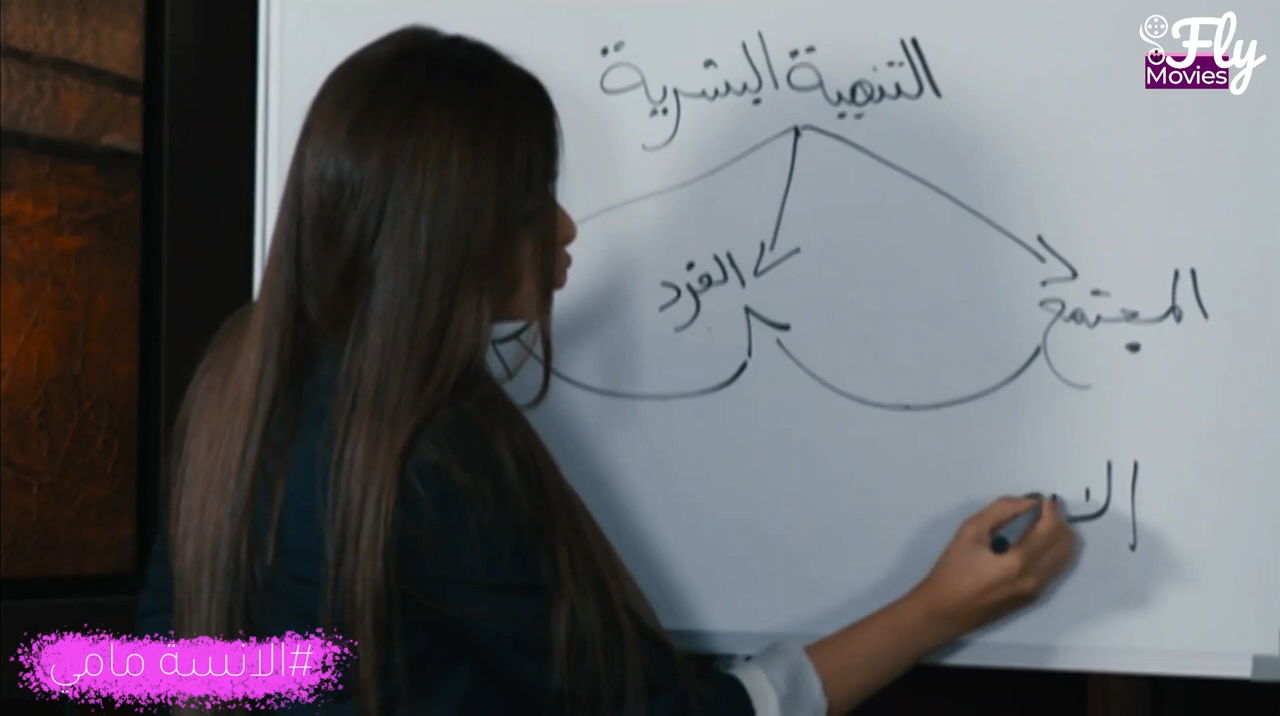 Fly
Movies
التنمية البشرية
الفرد
المجتمع
#الانسة مامي